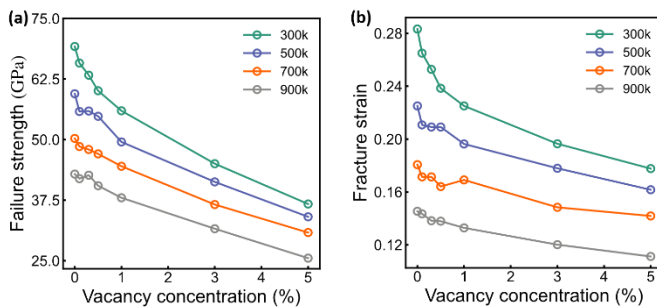 (a)
75.0
62.5
50.0
37.5
25.0
Failure strength (GPa)
300k
500k
700k
900k
0 1 2 3 4 5
Vacancy concentration (%)
(b)
0.28
0.24
0.20
0.16
0.12
Fracture strain
300k
500k
700k
900k
0 1 2 3 4 5
Vacancy concentration (%)